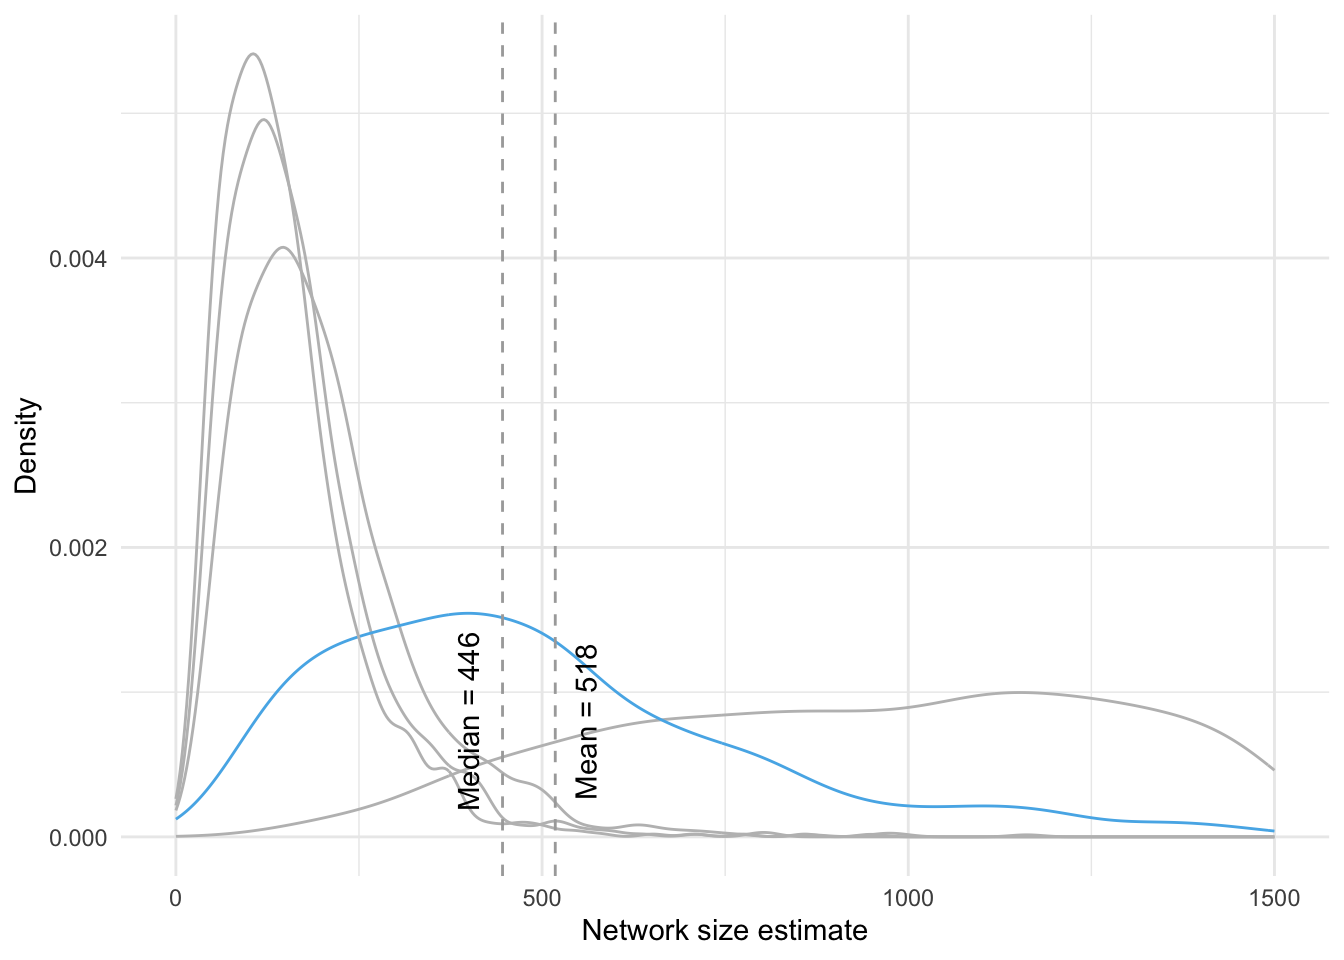 0.004
0.002
0.000
Density
Median = 446
Mean = 518
0
500
1000
1500
Network size estimate